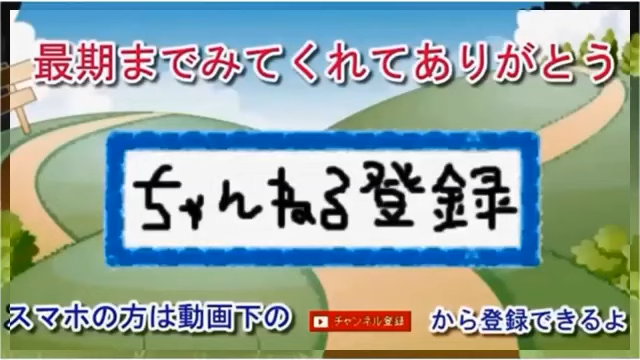 最期までみてくれてありがとう
ちゃんねる登録
スマホの方は動画下の チャンネル登録 から登録できるよ